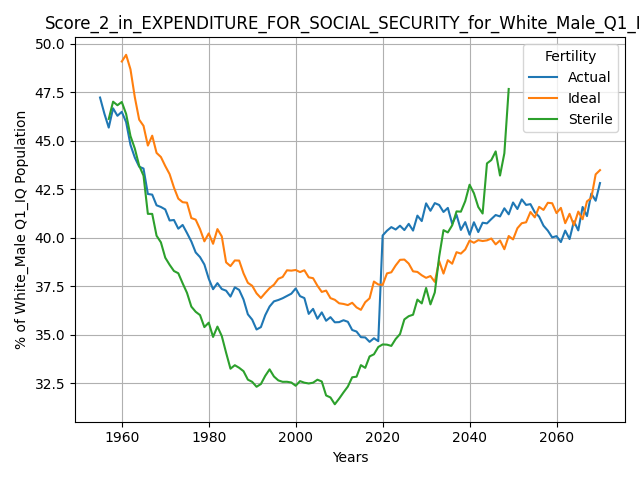 Score_2_in_EXPENDITURE_FOR_SOCIAL_SECURITY_for_White_Male_Q1_I
Fertility
Actual
Ideal
Sterile
% of White_Male Q1_IQ Population
50.0
47.5
45.0
42.5
40.0
37.5
35.0
32.5
1960
1980
2000
2020
2040
2060
Years